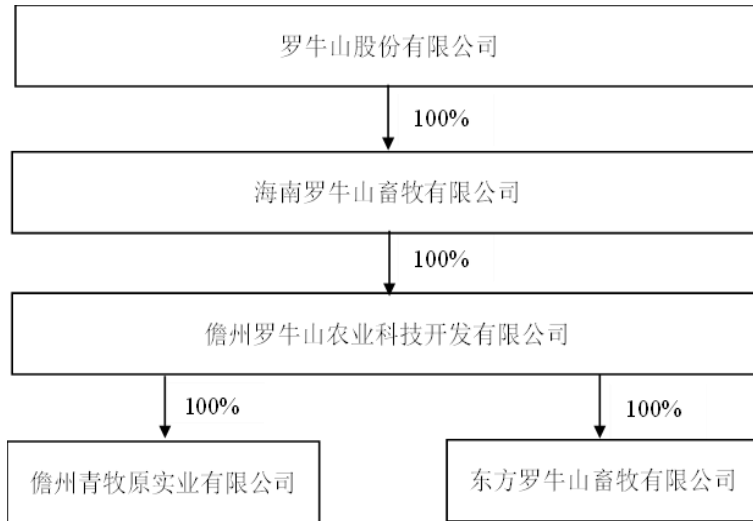 罗牛山股份有限公司
100%
海南罗牛山畜牧有限公司
100%
儋州罗牛山农业科技开发有限公司
100%
100%
儋州青牧原实业有限公司
东方罗牛山畜牧有限公司